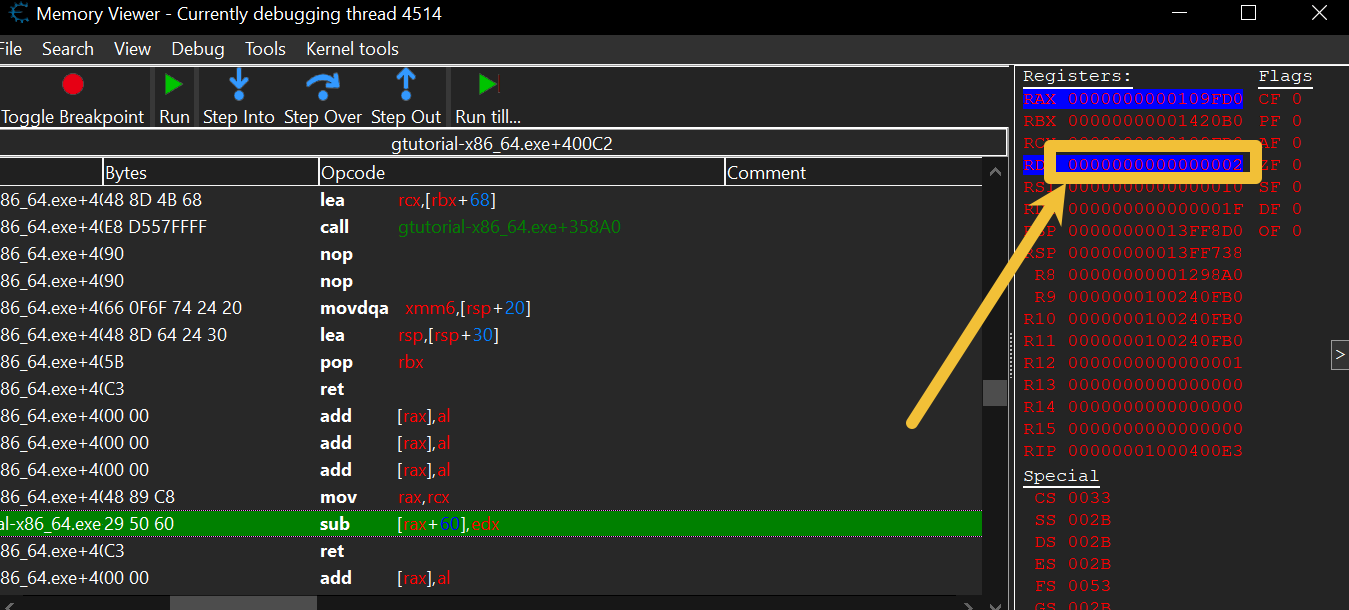 Memory Viewer - Currently debugging thread 4514
File Search View Debug Tools Kernel tools
Toggle Breakpoint Run Step Into Step Over Step Out Run till...
gtutorial-x86_64.exe+400C2
Bytes Opcode Comment
86_64.exe+4( 48 8D 4B 68 lea rcx,[rbx+68]
86_64.exe+4( E8 D557FFFF call gtutorial-x86_64.exe+358A0
86_64.exe+4( 90 nop
86_64.exe+4( 90 nop
86_64.exe+4( 66 0F6F 74 24 20 movdqa xmm6,[rsp+20]
86_64.exe+4( 48 8D 64 24 30 lea rsp,[rsp+30]
86_64.exe+4( 5B pop rbx
86_64.exe+4( C3 ret
86_64.exe+4( 00 00 add [rax],al
86_64.exe+4( 00 00 add [rax],al
86_64.exe+4( 00 00 add [rax],al
86_64.exe+4( 48 89 C8 mov rax,rcx
al-x86_64.exe 29 50 60 sub [rax+60],edx
86_64.exe+4( C3 ret
86_64.exe+4( 00 00 add [rax],al
Registers: Flags
RAX 000000000109FD0 CF 0
RBX 00000000001420B0 PF 0
AF 0
0000000000000002 ZF 0
RSI 0000000000000010 SF 0
000000000000001F DF 0
00000000013FF8D0 OF 0
RSP 00000000013FF738
R8 00000000001298A0
R9 0000000100240FB0
R10 0000000100240FB0
R11 0000000100240FB0
R12 0000000000000001
R13 0000000000000000
R14 0000000000000000
R15 0000000000000000
RIP 00000001000400E3
>
Special
CS 0033
SS 002B
DS 002B
ES 002B
FS 0053
GS 002B